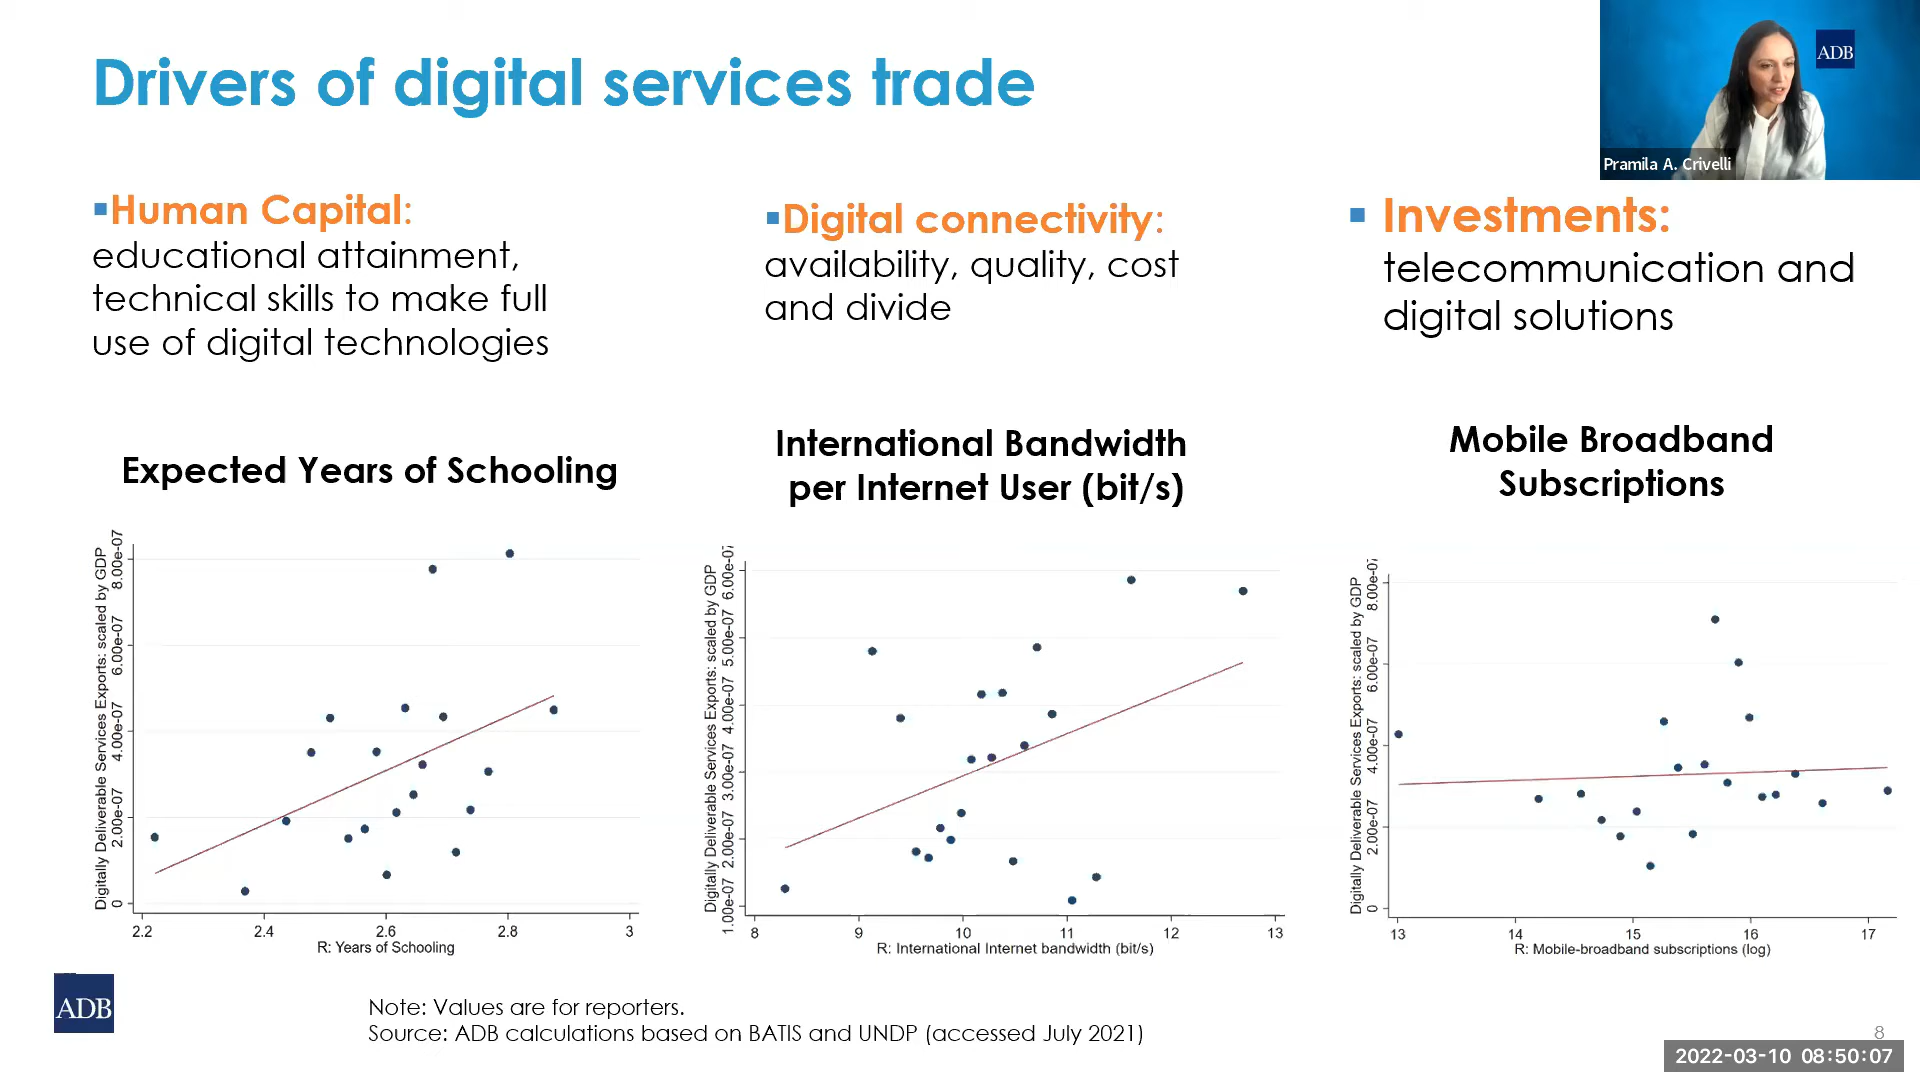 Drivers of digital services trade
ADB
Pramila A. Crivelli
▪Human Capital:
educational attainment,
technical skills to make full
use of digital technologies
▪Digital connectivity:
availability, quality, cost
and divide
▪ Investments:
telecommunication and
digital solutions
Expected Years of Schooling
Digitally Deliverable Services Exports: scaled by GDP
8.00e-07
6.00e-07
4.00e-07
2.00e-07
0
2.2 2.4 2.6 2.8 3
R: Years of Schooling
International Bandwidth
per Internet User (bit/s)
Digitally Deliverable Services Exports: scaled by GDP
6.00e-07
5.00e-07
4.00e-07
3.00e-07
2.00e-07
1.00e-07
8 9 10 11 12 13
R: International Internet bandwidth (bit/s)
Mobile Broadband
Subscriptions
Digitally Deliverable Services Exports: scaled by GDP
8.00e-07
6.00e-07
4.00e-07
2.00e-07
0
13 14 15 16 17
R: Mobile-broadband subscriptions (log)
ADB
Note: Values are for reporters.
Source: ADB calculations based on BATIS and UNDP (accessed July 2021)
8
2022-03-10 08:50:07